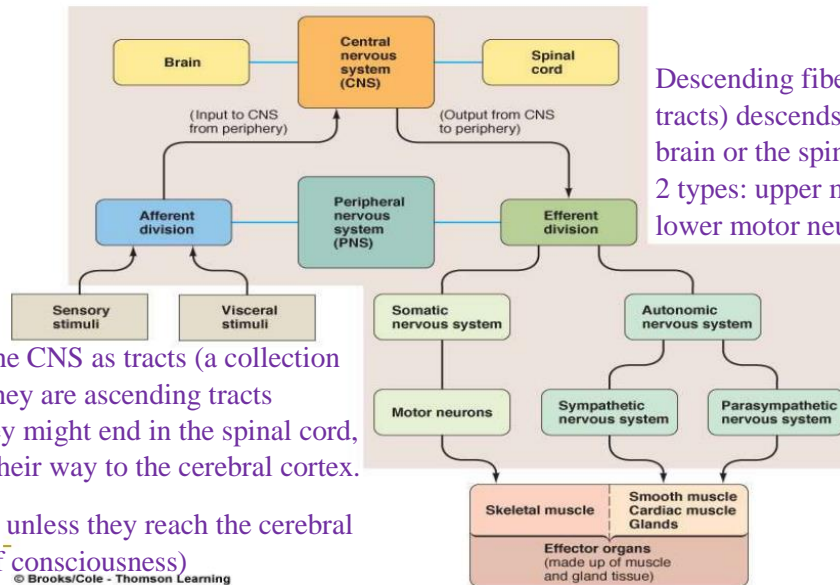 Central
nervous
system
(CNS)
Brain
Spinal
cord
(Input to CNS
from periphery)
(Output from CNS
to periphery)
Descending fibe
tracts) descends
brain or the spin
2 types: upper m
lower motor neu
Afferent
division
Peripheral
nervous
system
(PNS)
Efferent
division
Sensory
stimuli
Visceral
stimuli
Somatic
nervous system
Autonomic
nervous system
ne CNS as tracts (a collection
hey are ascending tracts
ey might end in the spinal cord,
their way to the cerebral cortex.
Motor neurons
Sympathetic
nervous system
Parasympathetic
nervous system
unless they reach the cerebral
f consciousness)
Skeletal muscle
Smooth muscle
Cardiac muscle
Glands
Effector organs
(made up of muscle
and gland tissue)
© Brooks/Cole - Thomson Learning